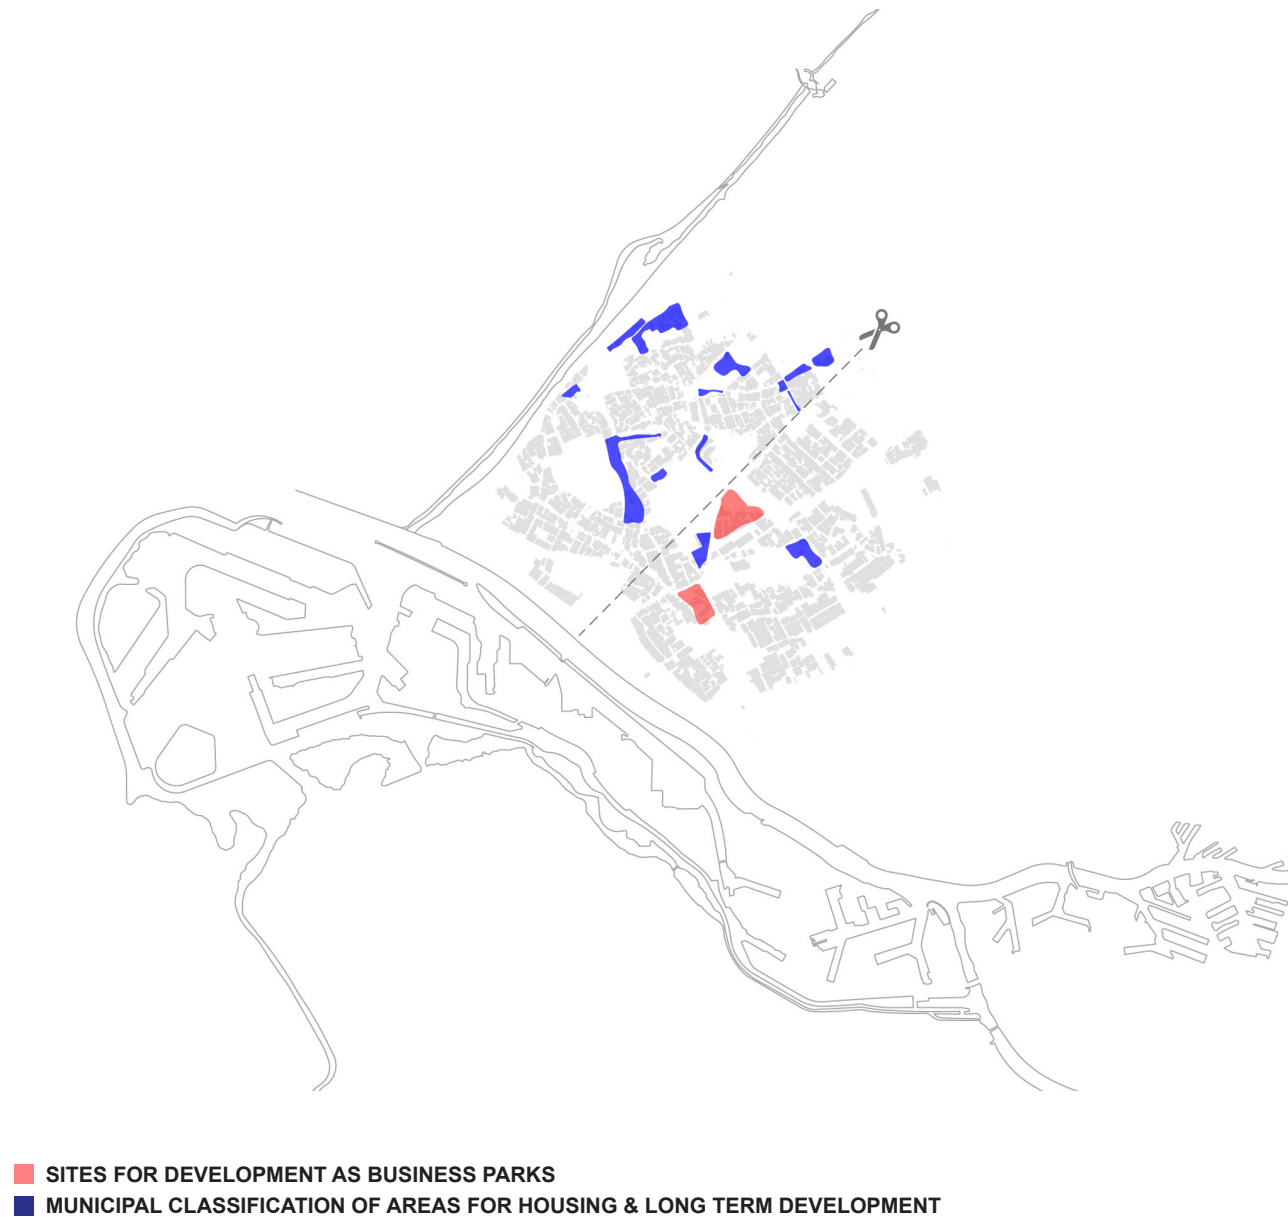 SITES FOR DEVELOPMENT AS BUSINESS PARKS
MUNICIPAL CLASSIFICATION OF AREAS FOR HOUSING & LONG TERM DEVELOPMENT